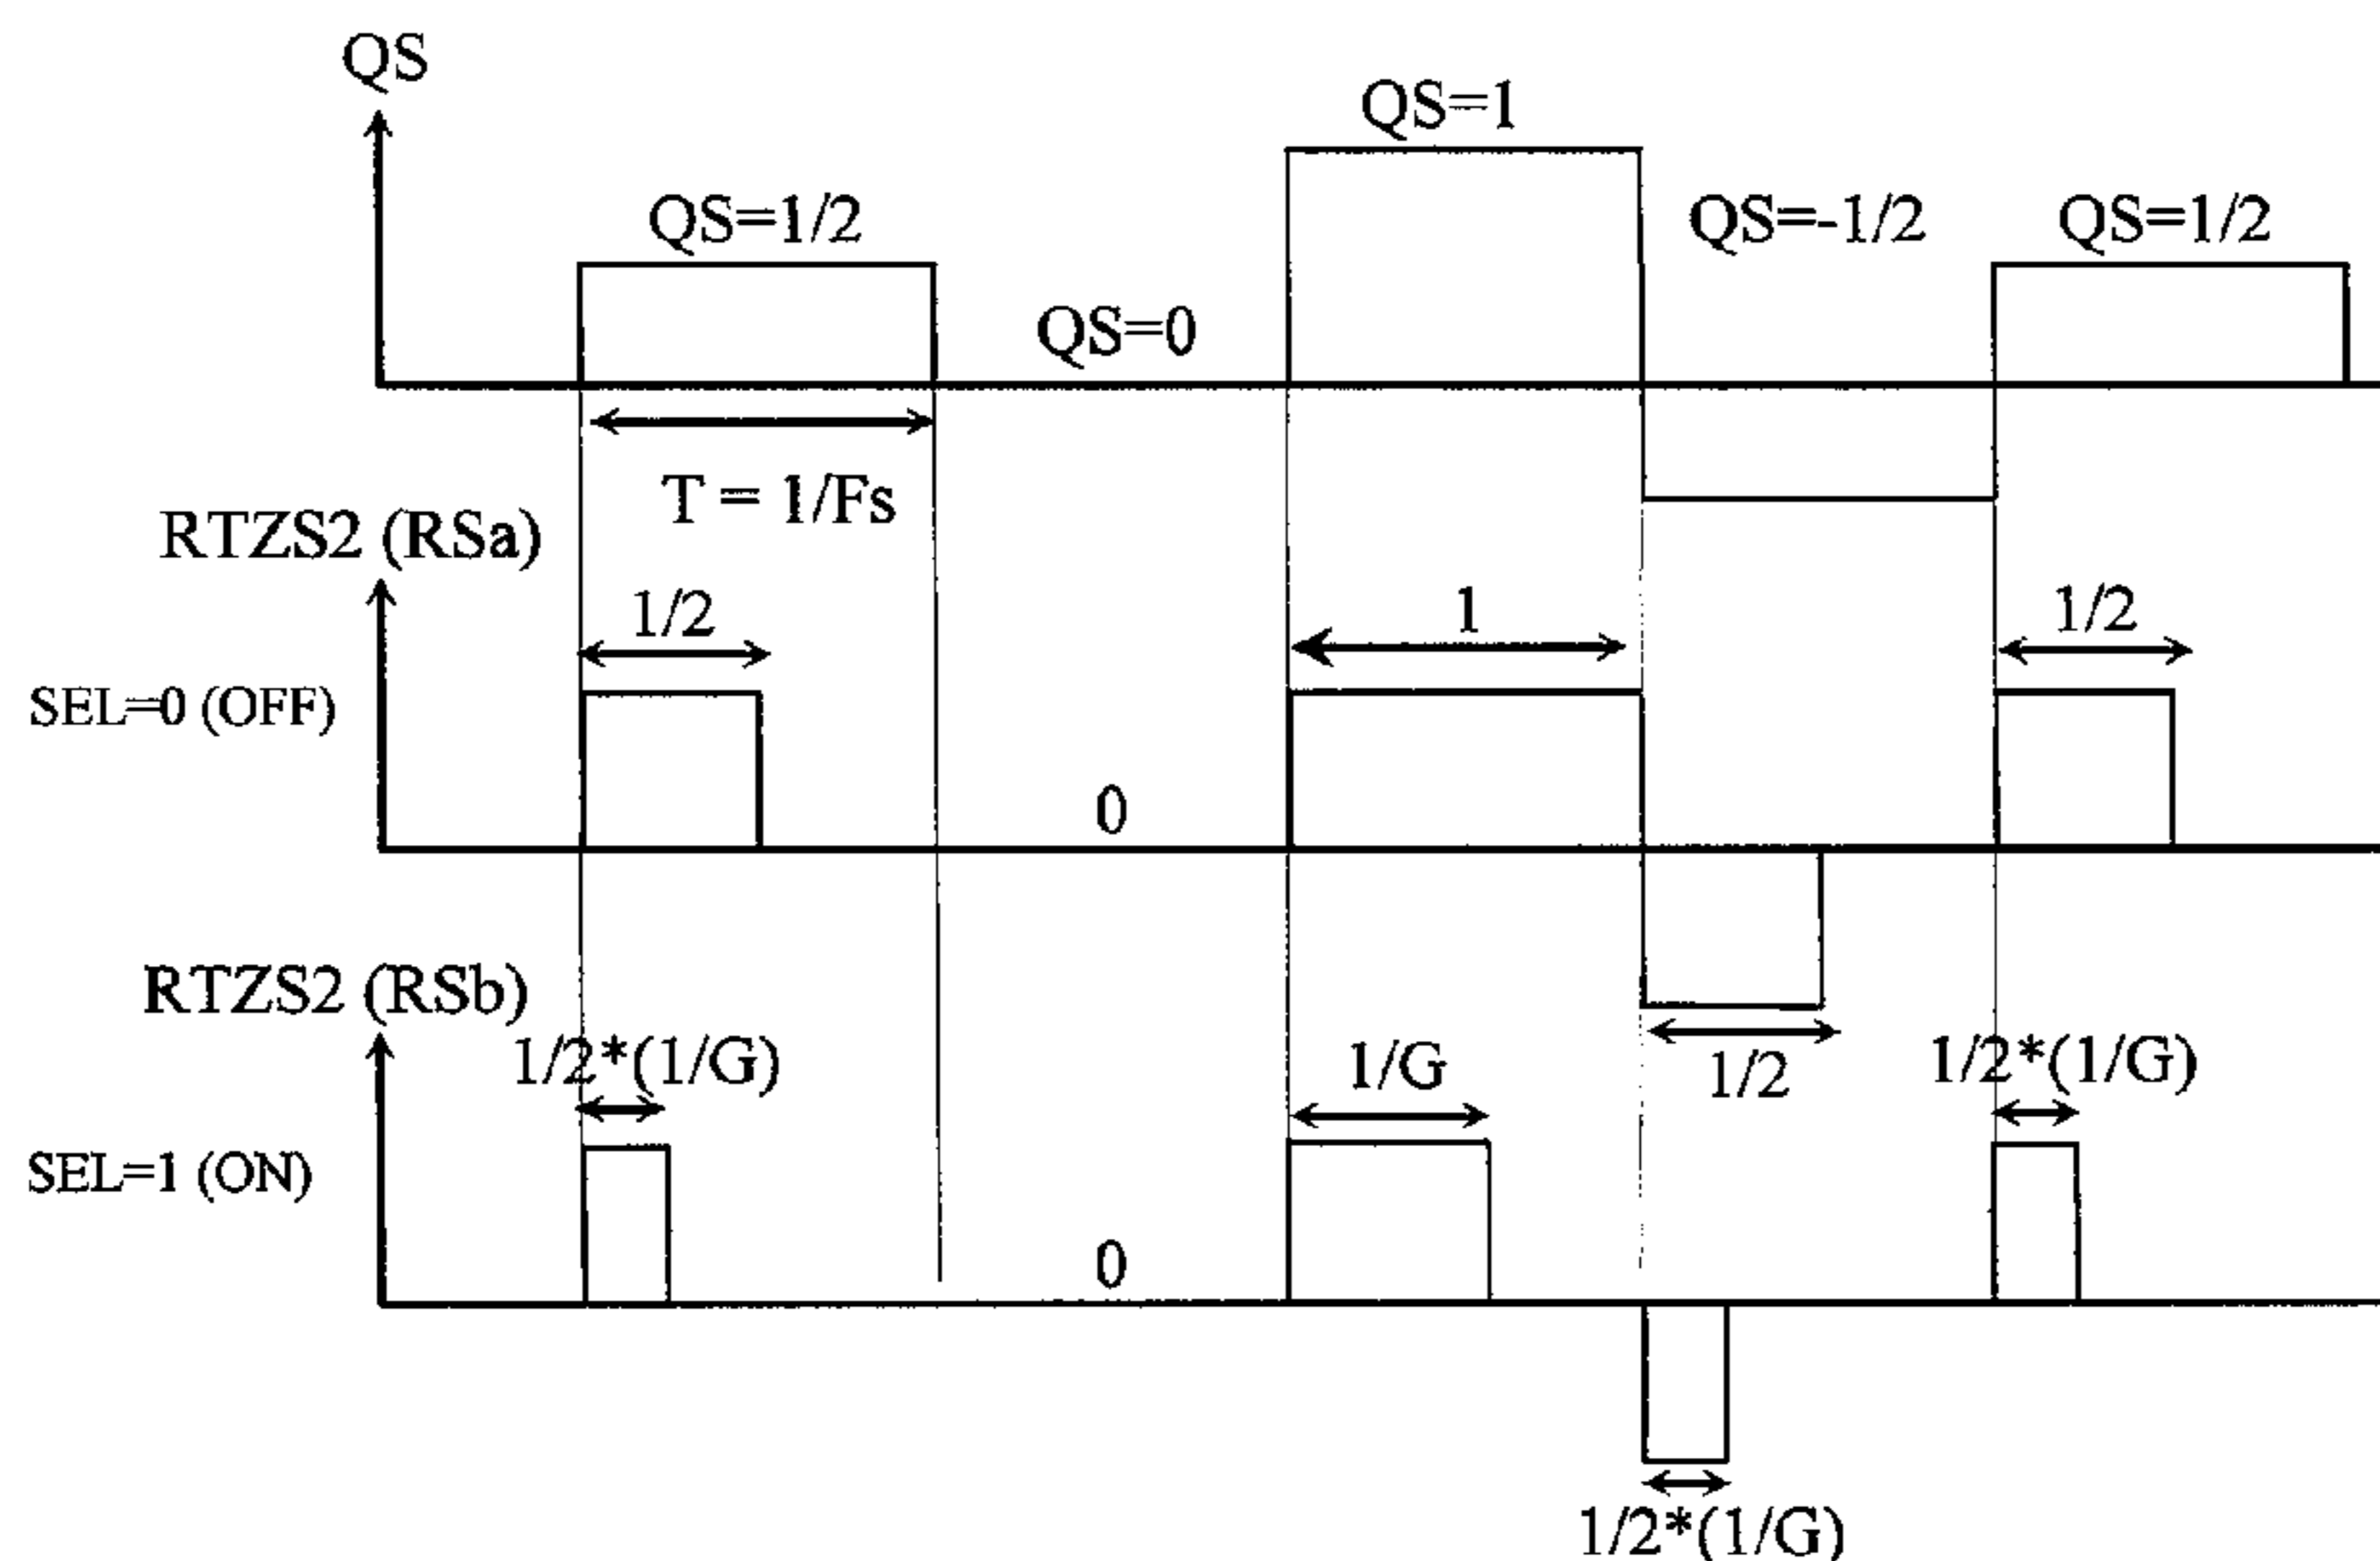 QS
QS=1/2
QS=0
QS=1
QS=-1/2
QS=1/2
T = 1/Fs
RTZS2 (RSa)
SEL=0 (OFF)
1/2
0
1
1/2
1/2
RTZS2 (RSb)
SEL=1 (ON)
1/2*(1/G)
0
1/G
1/2*(1/G)
1/2*(1/G)